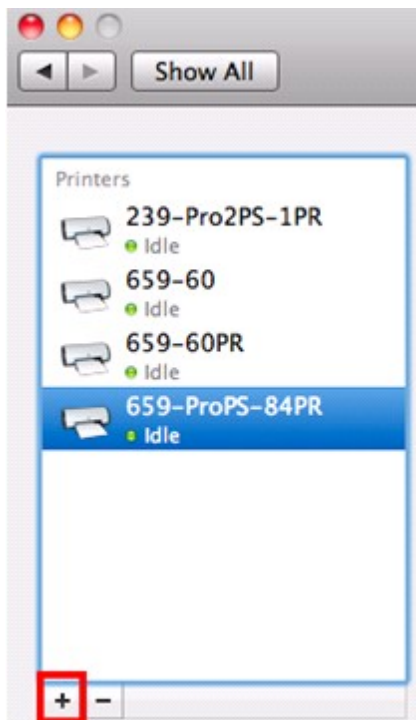 Show All
Printers
239-Pro2PS-1PR
Idle
659-60
Idle
659-60PR
Idle
659-ProPS-84PR
Idle
+ −